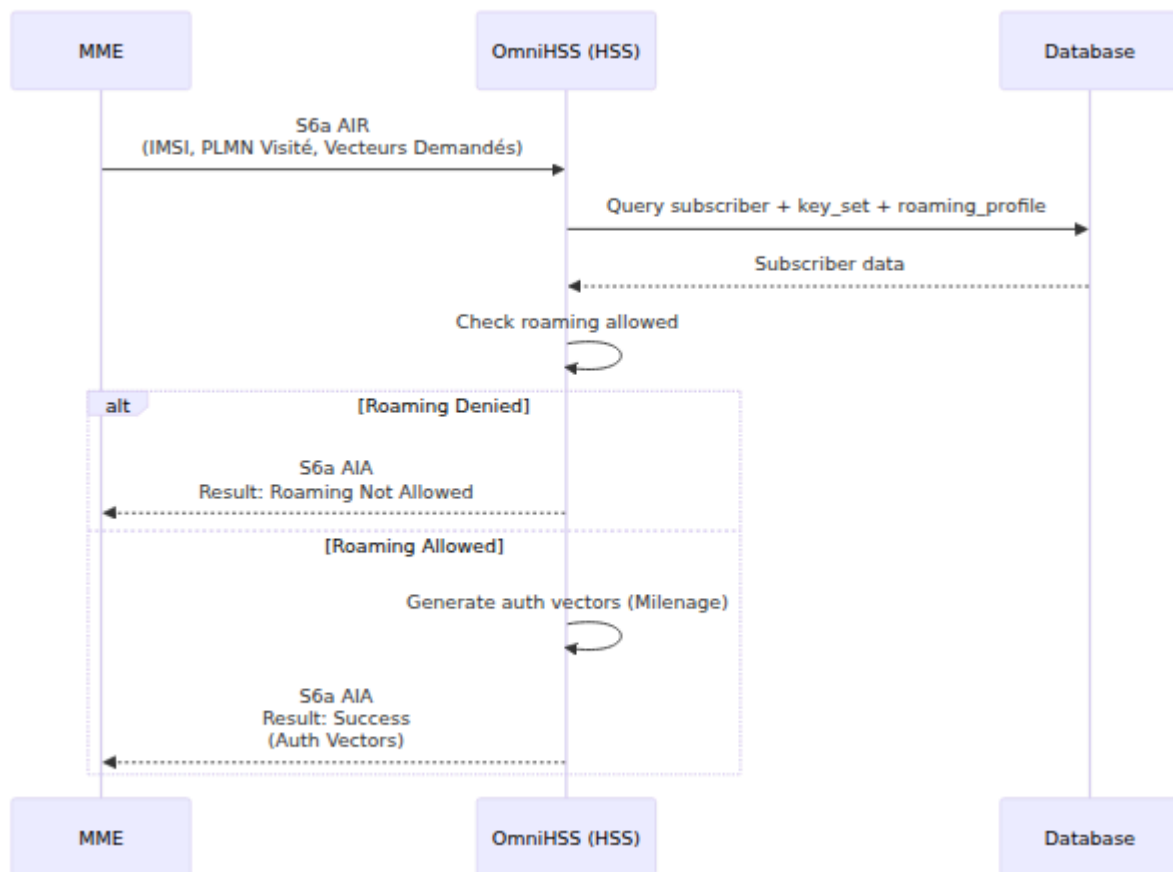 MME
OmniHSS (HSS)
Database
S6a AIR
(IMSI, PLMN Visité, Vecteurs Demandés)
Query subscriber + key_set + roaming_profile
Subscriber data
Check roaming allowed
alt
[Roaming Denied]
S6a AIA
Result: Roaming Not Allowed
[Roaming Allowed]
Generate auth vectors (Milenage)
S6a AIA
Result: Success
(Auth Vectors)
MME
OmniHSS (HSS)
Database